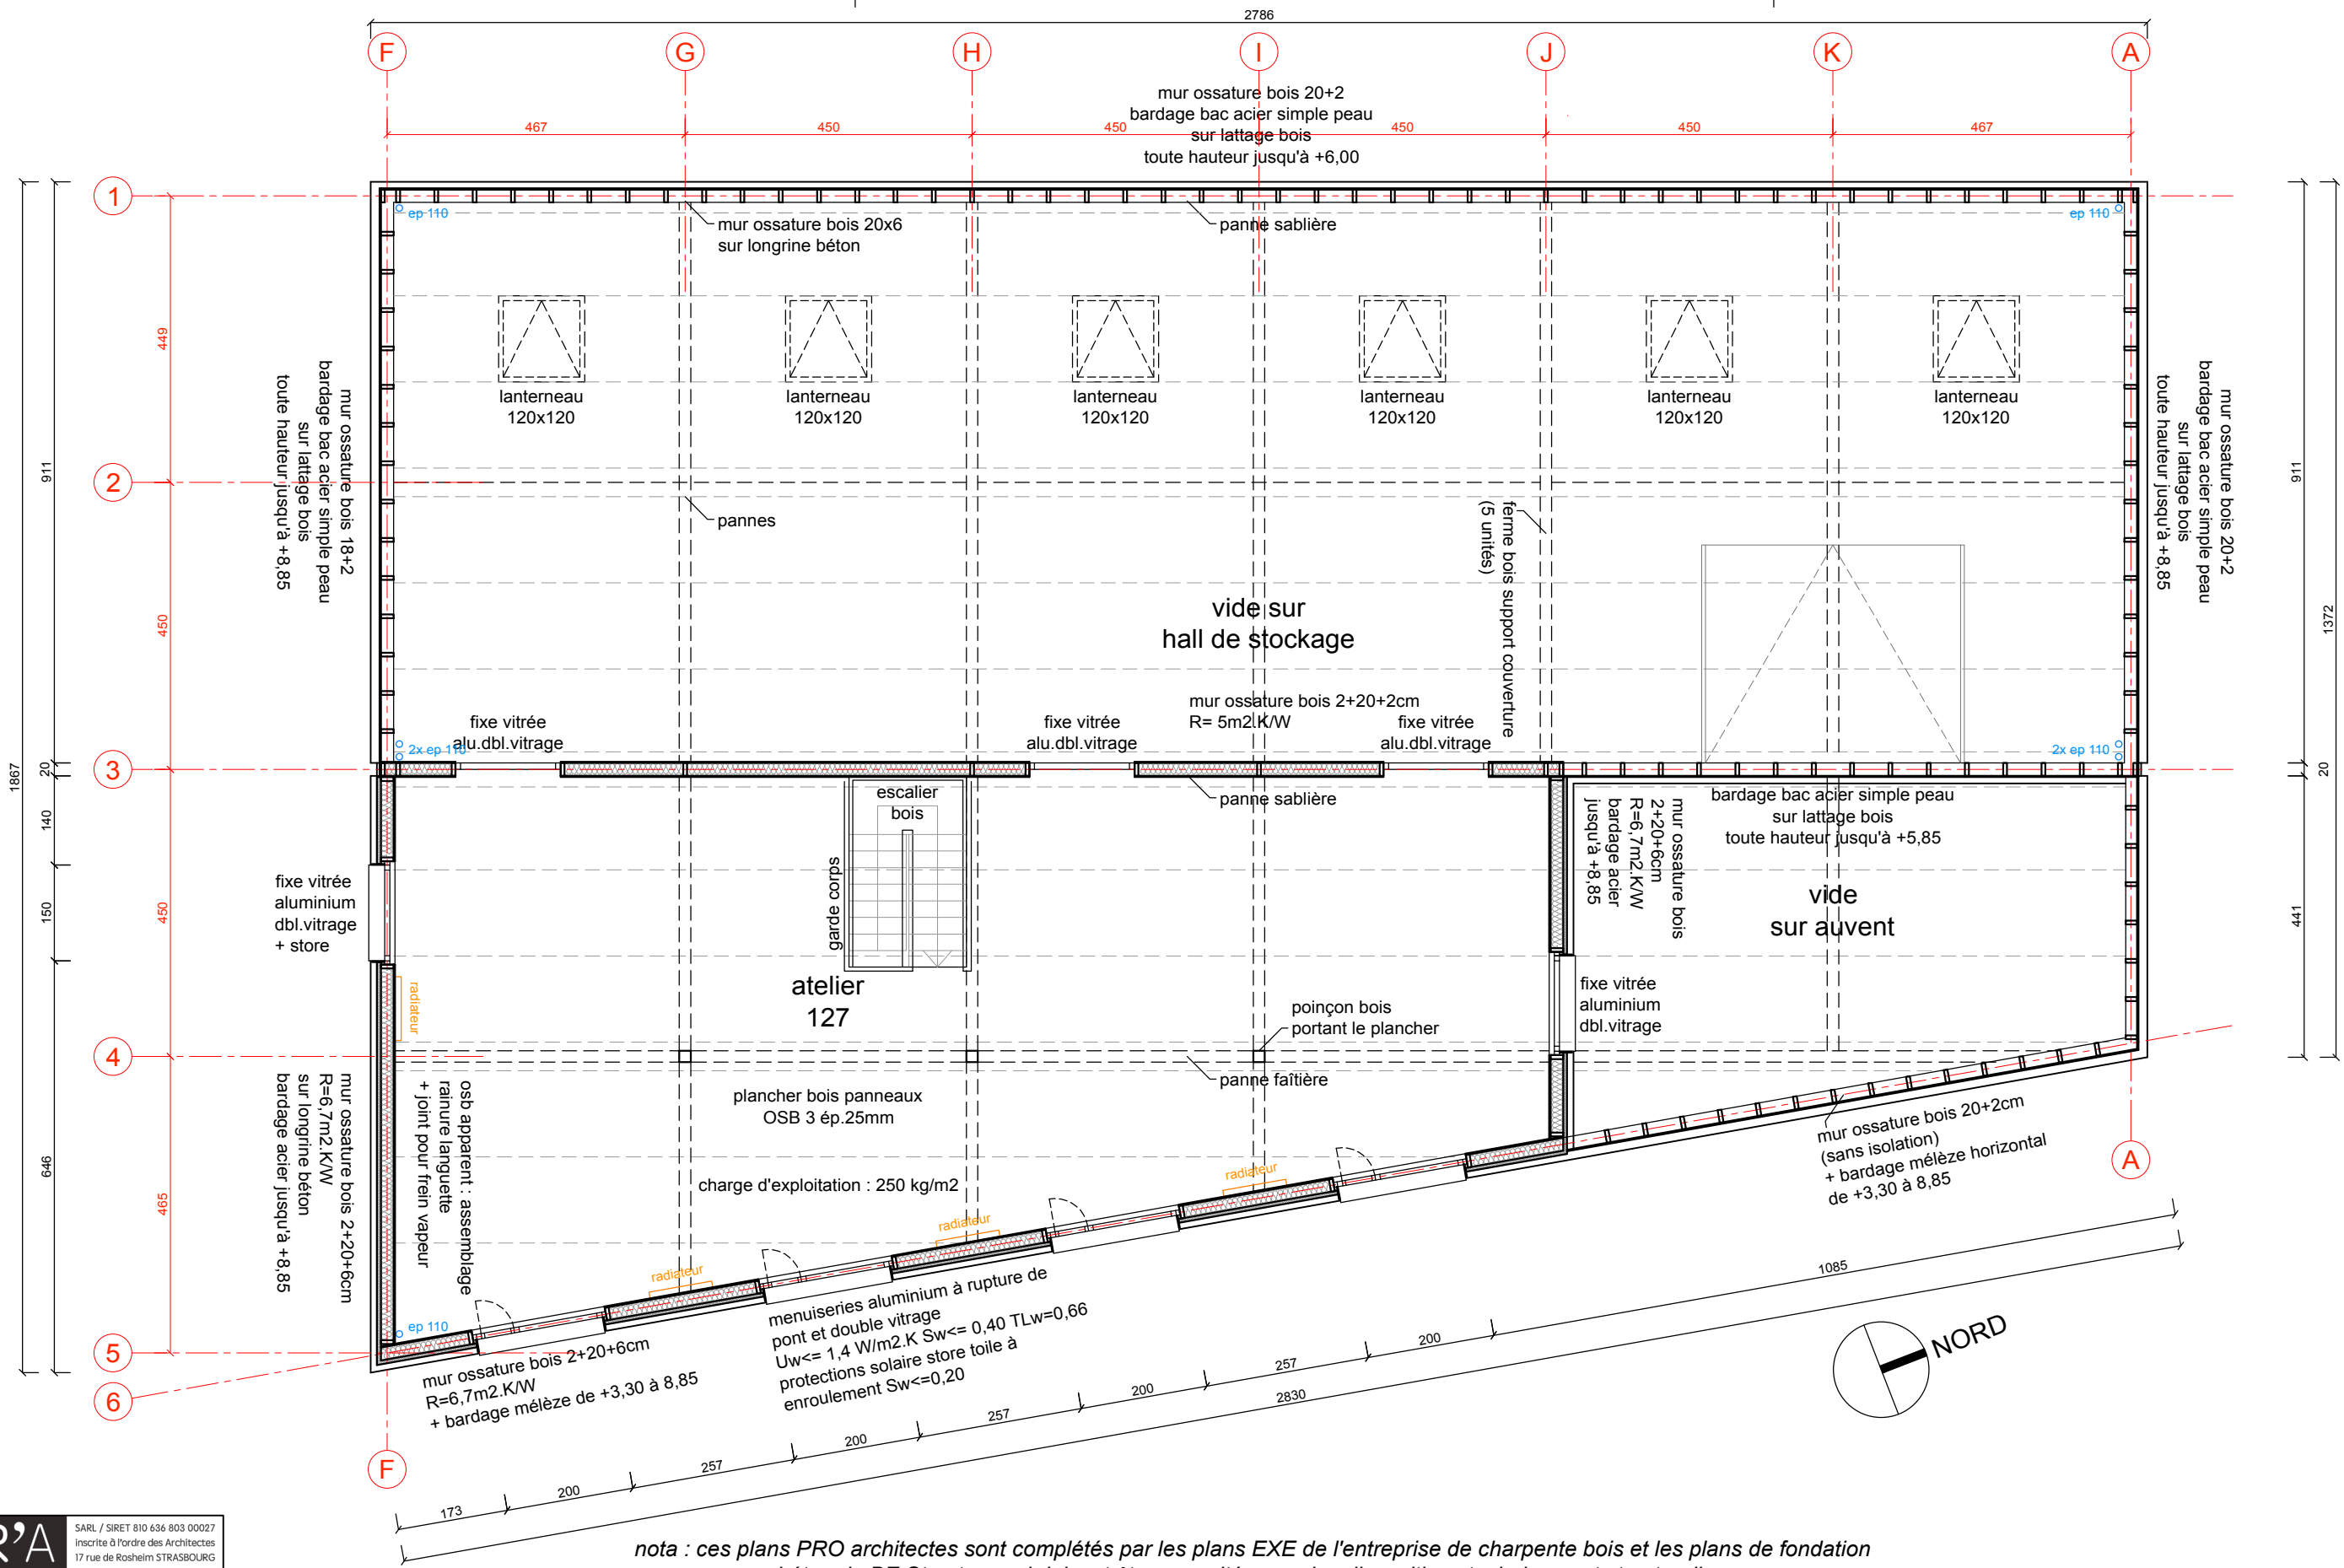 2786
F
G
H
I
J
K
A
mur ossature bois 20+2
bardage bac acier simple peau
sur lattage bois
toute hauteur jusqu'à +6,00
467
450
450
450
450
467
1
2
3
4
5
6
449
450
450
465
911
20
140
150
646
1867
911
20
441
1372
ep 110
ep 110
mur ossature bois 20x6
sur longrine béton
panne sablière
lanterneau
120x120
lanterneau
120x120
lanterneau
120x120
lanterneau
120x120
lanterneau
120x120
lanterneau
120x120
mur ossature bois 18+2
bardage bac acier simple peau
sur lattage bois
toute hauteur jusqu'à +8,85
mur ossature bois 20+2
bardage bac acier simple peau
sur lattage bois
toute hauteur jusqu'à +8,85
pannes
ferme bois support couverture
(5 unités)
vide sur
hall de stockage
mur ossature bois 2+20+2cm
R= 5m2.K/W
fixe vitrée
alu.dbl.vitrage
fixe vitrée
alu.dbl.vitrage
fixe vitrée
alu.dbl.vitrage
2x ep 110
2x ep 110
panne sablière
escalier
bois
garde corps
mur ossature bois
2+20+6cm
R=6,7m2.K/W
bardage acier
jusqu'à +8,85
bardage bac acier simple peau
sur lattage bois
toute hauteur jusqu'à +5,85
vide
sur auvent
fixe vitrée
aluminium
dbl.vitrage
+ store
radiateur
atelier
127
poinçon bois
portant le plancher
fixe vitrée
aluminium
dbl.vitrage
panne faîtière
plancher bois panneaux
OSB 3 ép.25mm
mur ossature bois 2+20+6cm
R=6,7m2.K/W
sur longrine béton
bardage acier jusqu'à +8,85
osb apparent : assemblage
rainure languette
+ joint pour frein vapeur
charge d'exploitation : 250 kg/m2
radiateur
radiateur
radiateur
mur ossature bois 20+2cm
(sans isolation)
+ bardage mélèze horizontal
de +3,30 à 8,85
A
ep 110
mur ossature bois 2+20+6cm
R=6,7m2.K/W
+ bardage mélèze de +3,30 à 8,85
menuiseries aluminium à rupture de
pont et double vitrage
Uw<= 1,4 W/m2.K Sw<= 0,40 TLw=0,66
protections solaire store toile à
enroulement Sw<=0,20
F
173
200
257
200
257
200
257
200
1085
2830
NORD
R'A
SARL / SIRET 810 636 803 00027
inscrite à l'ordre des Architectes
17 rue de Rosheim STRASBOURG
nota : ces plans PRO architectes sont complétés par les plans EXE de l'entreprise de charpente bois et les plans de fondation